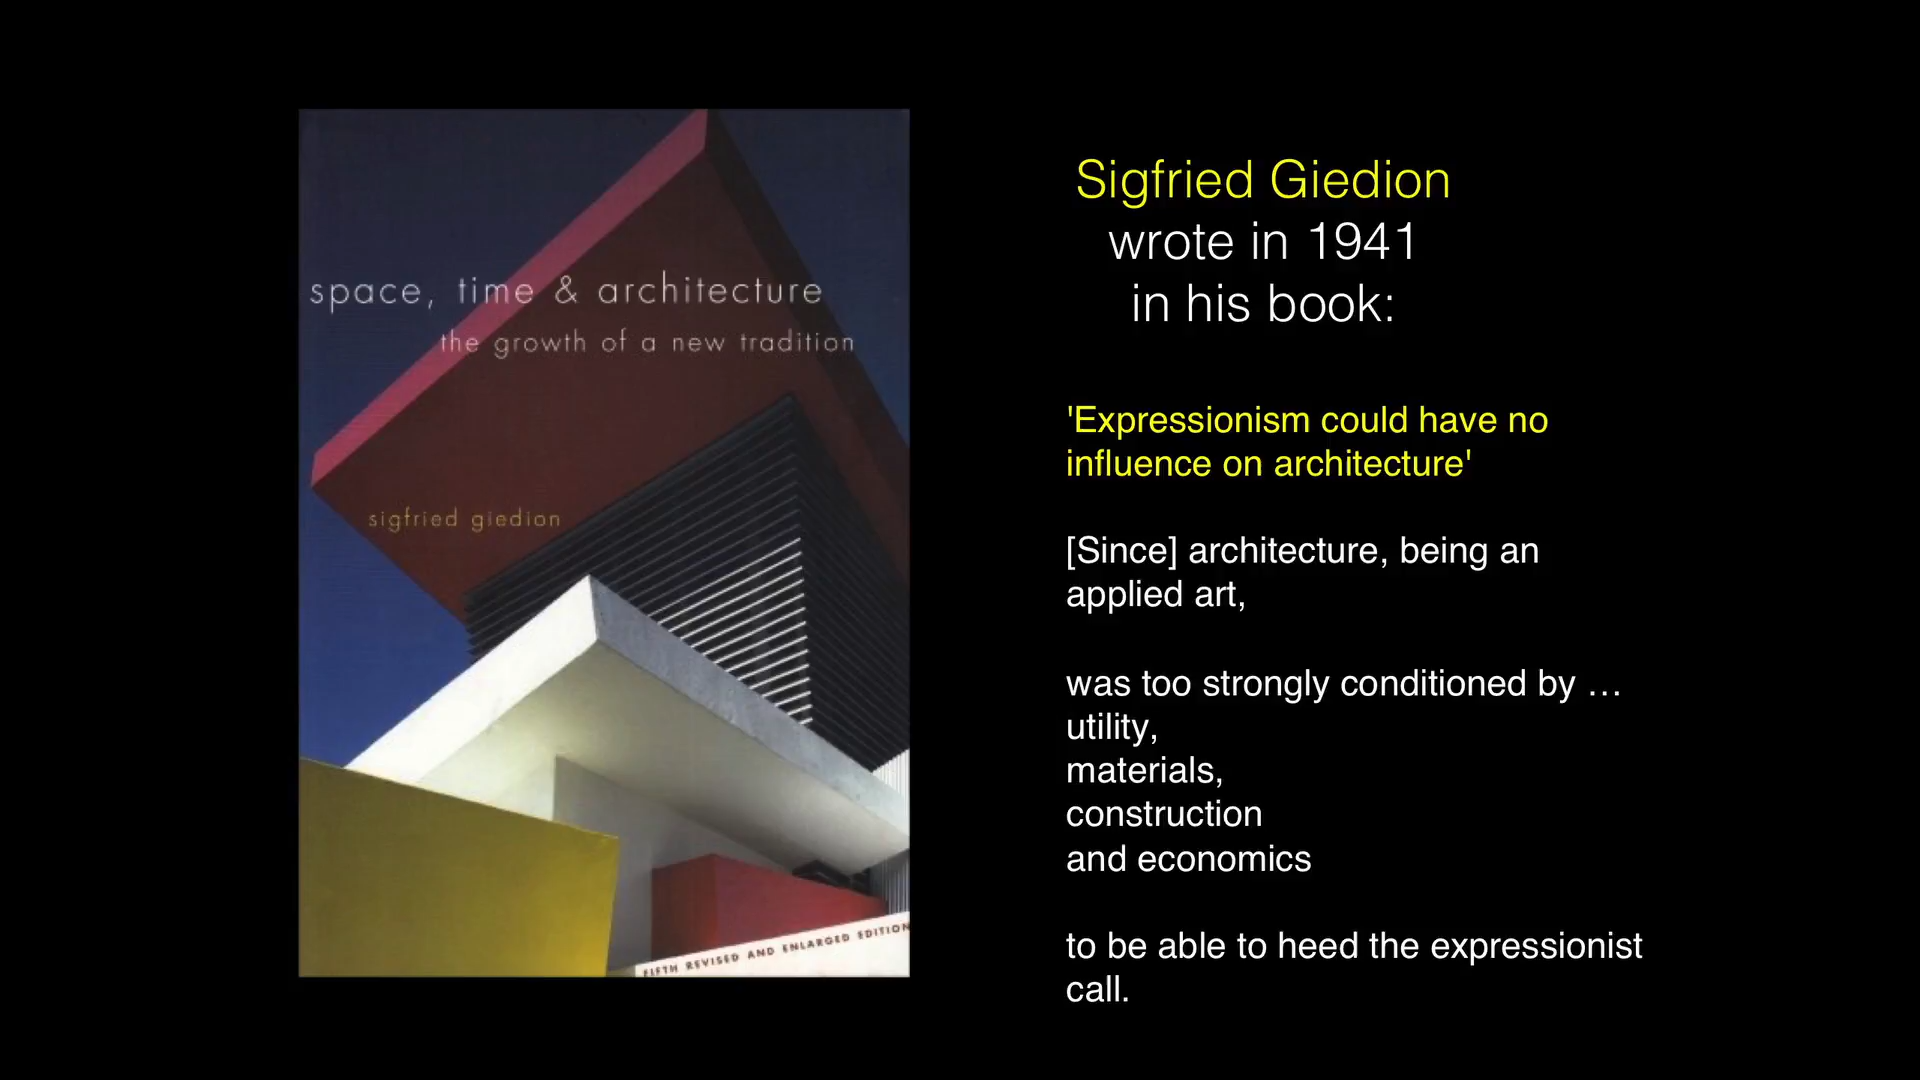 space, time & architecture
the growth of a new tradition
sigfried giedion
FIFTH REVISED AND ENLARGED EDITION
Sigfried Giedion
wrote in 1941
in his book:
'Expressionism could have no
influence on architecture'
[Since] architecture, being an
applied art,
was too strongly conditioned by …
utility,
materials,
construction
and economics
to be able to heed the expressionist
call.